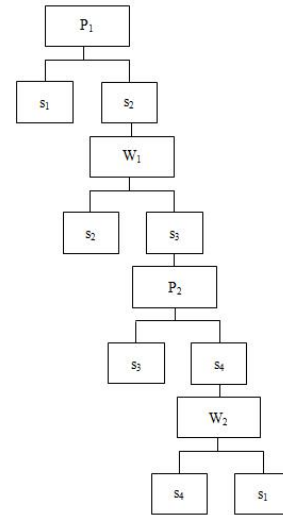 P₁
s₁ s₂
W₁
s₂ s₃
P₂
s₃ s₄
W₂
s₄ s₁